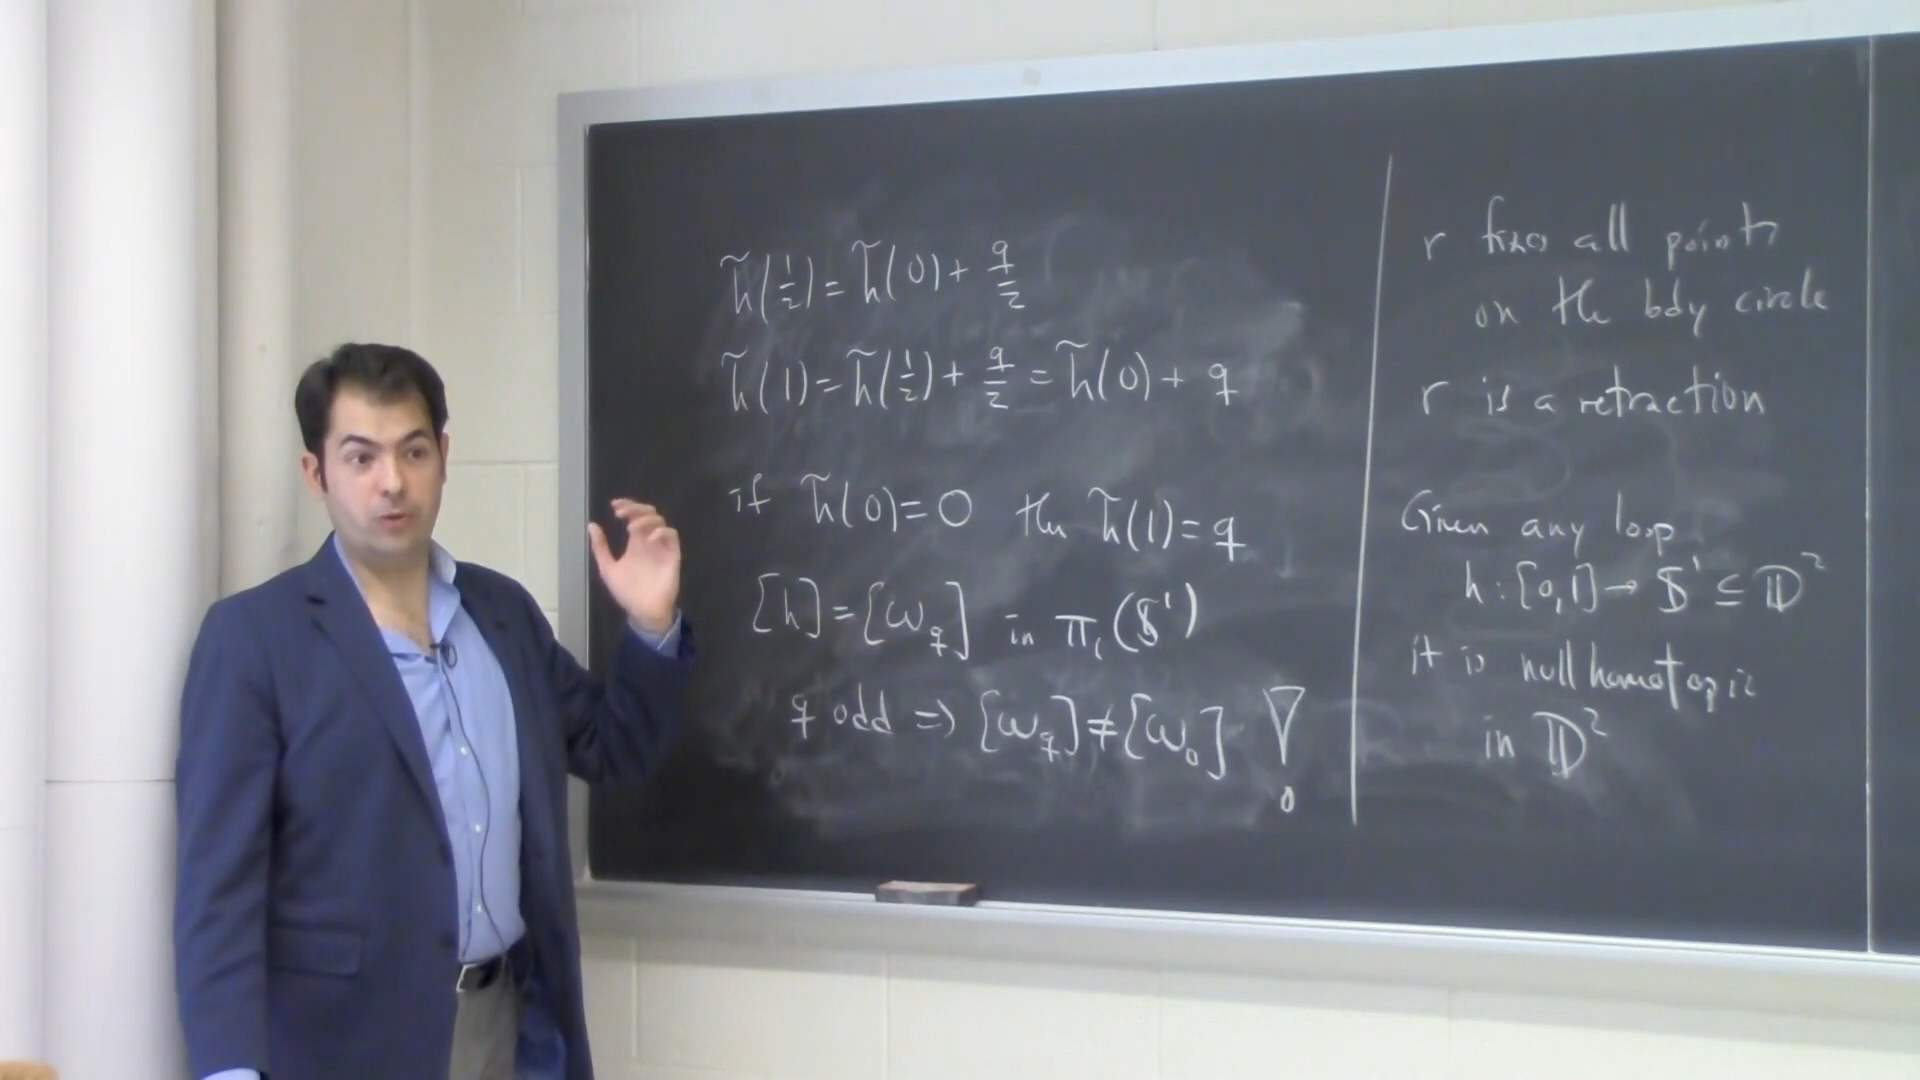 h̃(1/2) = h̃(0) + q/2
h̃(1) = h̃(1/2) + q/2 = h̃(0) + q
if h̃(0) = 0 then h̃(1) = q
[h] = [ω_q] in π₁(𝕊¹)
q odd ⇒ [ω_q] ≠ [ω₀] !
r fixes all points
on the bdy circle
r is a retraction
Given any loop
h : [0,1] → 𝕊¹ ⊆ 𝔻²
it is nullhomotopic
in 𝔻²